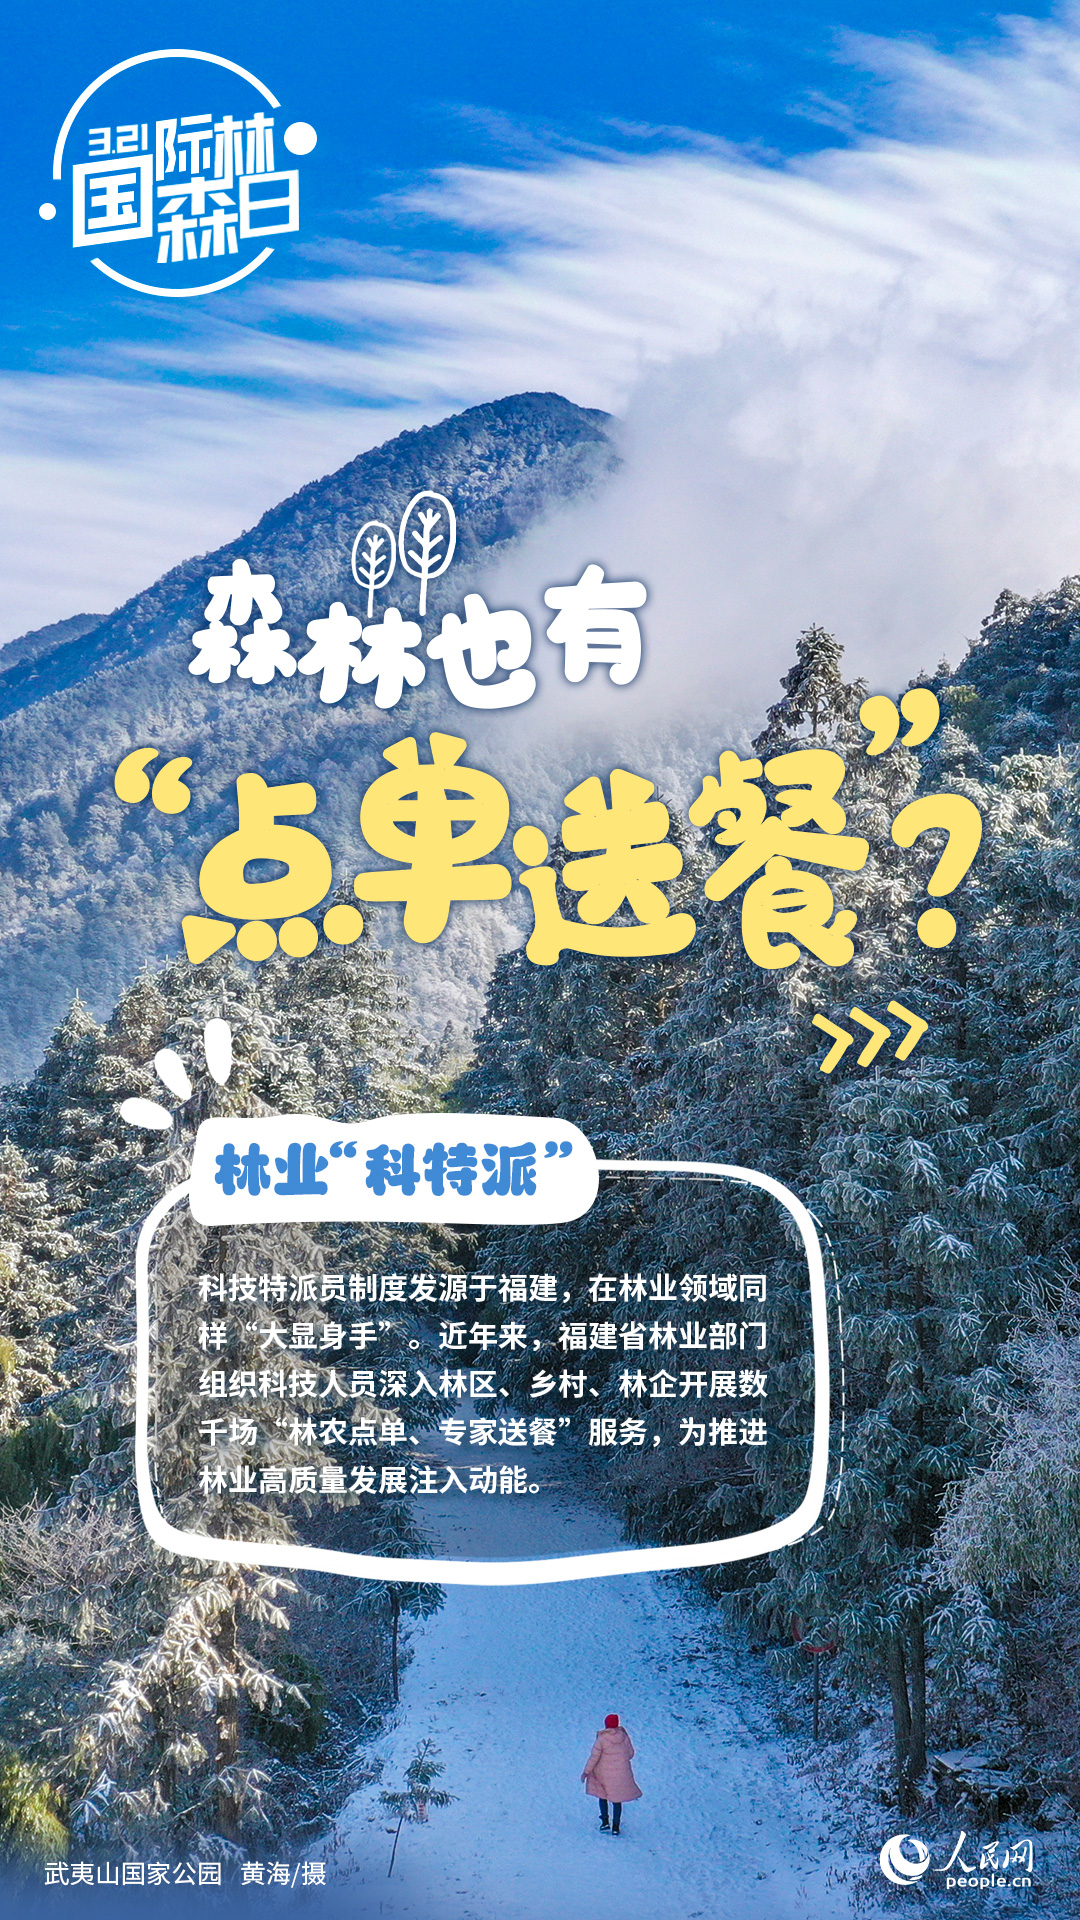 3.21
国际森林日
森林也有
“点单送餐”?
林业“科特派”
科技特派员制度发源于福建，在林业领域同
样“大显身手”。近年来，福建省林业部门
组织科技人员深入林区、乡村、林企开展数
千场“林农点单、专家送餐”服务，为推进
林业高质量发展注入动能。
武夷山国家公园 黄海/摄
人民网
people.cn